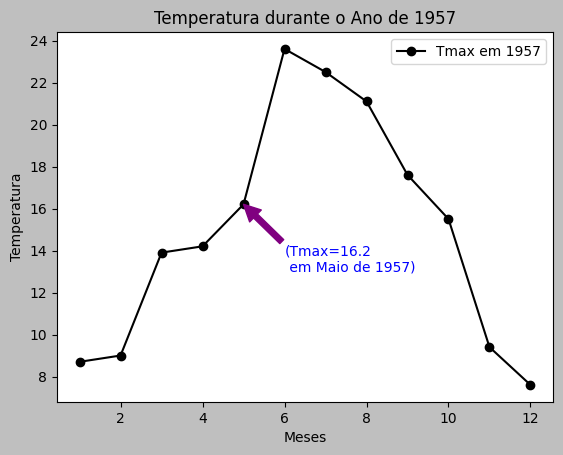 Temperatura durante o Ano de 1957
Tmax em 1957
24
22
20
18
16
14
12
10
8
Temperatura
(Tmax=16.2
em Maio de 1957)
2 4 6 8 10 12
Meses